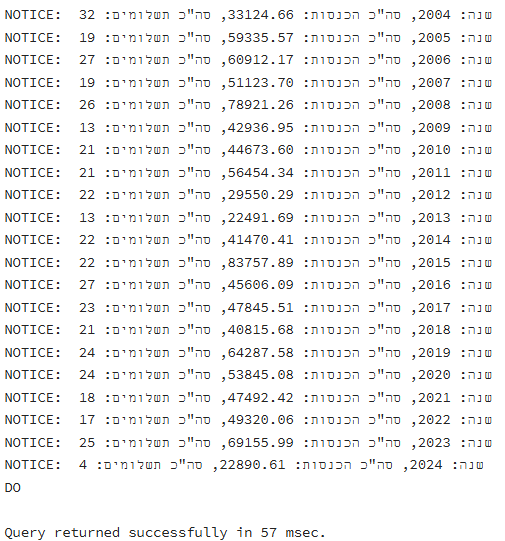 NOTICE:  שנה: 2004, סה"כ הכנסות: 33124.66, סה"כ תשלומים: 32
NOTICE:  שנה: 2005, סה"כ הכנסות: 59335.57, סה"כ תשלומים: 19
NOTICE:  שנה: 2006, סה"כ הכנסות: 60912.17, סה"כ תשלומים: 27
NOTICE:  שנה: 2007, סה"כ הכנסות: 51123.70, סה"כ תשלומים: 19
NOTICE:  שנה: 2008, סה"כ הכנסות: 78921.26, סה"כ תשלומים: 26
NOTICE:  שנה: 2009, סה"כ הכנסות: 42936.95, סה"כ תשלומים: 13
NOTICE:  שנה: 2010, סה"כ הכנסות: 44673.60, סה"כ תשלומים: 21
NOTICE:  שנה: 2011, סה"כ הכנסות: 56454.34, סה"כ תשלומים: 21
NOTICE:  שנה: 2012, סה"כ הכנסות: 29550.29, סה"כ תשלומים: 22
NOTICE:  שנה: 2013, סה"כ הכנסות: 22491.69, סה"כ תשלומים: 13
NOTICE:  שנה: 2014, סה"כ הכנסות: 41470.41, סה"כ תשלומים: 22
NOTICE:  שנה: 2015, סה"כ הכנסות: 83757.89, סה"כ תשלומים: 22
NOTICE:  שנה: 2016, סה"כ הכנסות: 45606.09, סה"כ תשלומים: 27
NOTICE:  שנה: 2017, סה"כ הכנסות: 47845.51, סה"כ תשלומים: 23
NOTICE:  שנה: 2018, סה"כ הכנסות: 40815.68, סה"כ תשלומים: 21
NOTICE:  שנה: 2019, סה"כ הכנסות: 64287.58, סה"כ תשלומים: 24
NOTICE:  שנה: 2020, סה"כ הכנסות: 53845.08, סה"כ תשלומים: 24
NOTICE:  שנה: 2021, סה"כ הכנסות: 47492.42, סה"כ תשלומים: 18
NOTICE:  שנה: 2022, סה"כ הכנסות: 49320.06, סה"כ תשלומים: 17
NOTICE:  שנה: 2023, סה"כ הכנסות: 69155.99, סה"כ תשלומים: 25
NOTICE:  שנה: 2024, סה"כ הכנסות: 22890.61, סה"כ תשלומים: 4
DO
Query returned successfully in 57 msec.